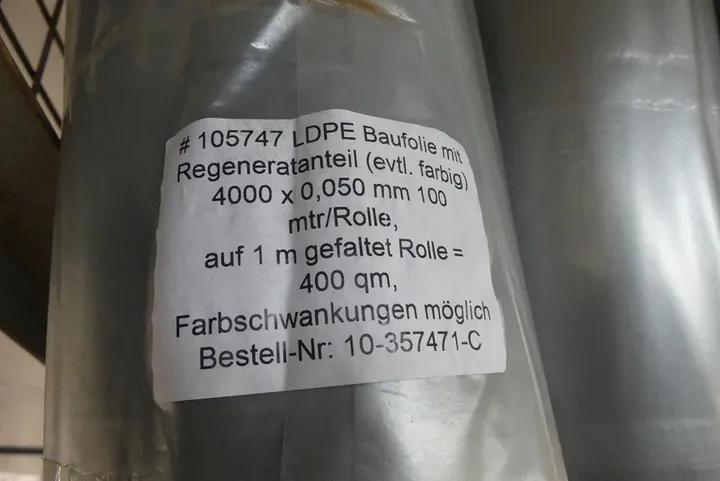 # 105747 LDPE Baufolie mit
Regeneratanteil (evtl. farbig)
4000 x 0,050 mm 100
mtr/Rolle,
auf 1 m gefaltet Rolle =
400 qm,
Farbschwankungen möglich
Bestell-Nr: 10-357471-C